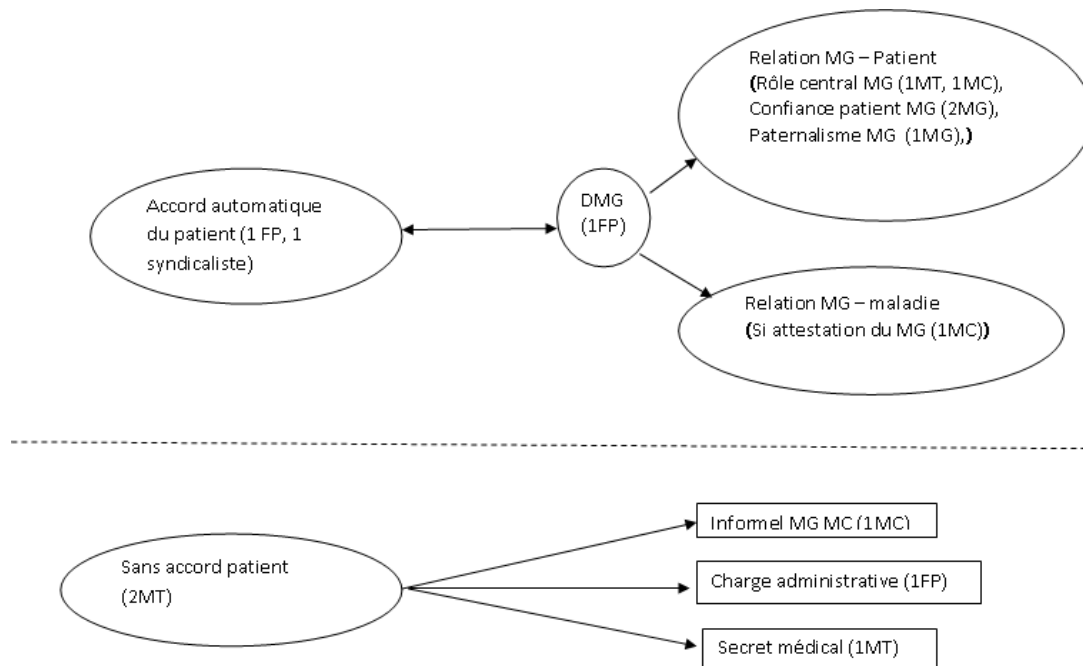 Relation MG – Patient
(Rôle central MG (1MT, 1MC),
Confiance patient MG (2MG),
Paternalisme MG (1MG),)
Accord automatique
du patient (1 FP, 1
syndicaliste)
DMG
(1FP)
Relation MG – maladie
(Si attestation du MG (1MC))
Sans accord patient
(2MT)
Informel MG MC (1MC)
Charge administrative (1FP)
Secret médical (1MT)